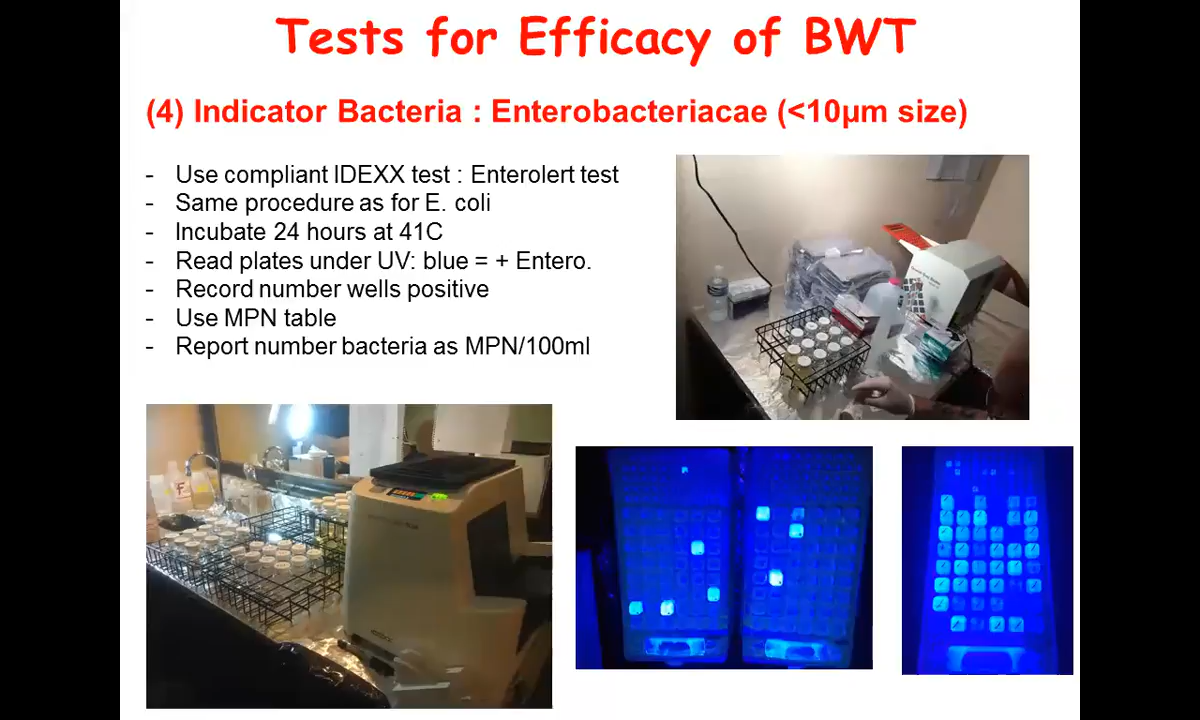 Tests for Efficacy of BWT
(4) Indicator Bacteria : Enterobacteriacae (<10µm size)
- Use compliant IDEXX test : Enterolert test
- Same procedure as for E. coli
- Incubate 24 hours at 41C
- Read plates under UV: blue = + Entero.
- Record number wells positive
- Use MPN table
- Report number bacteria as MPN/100ml